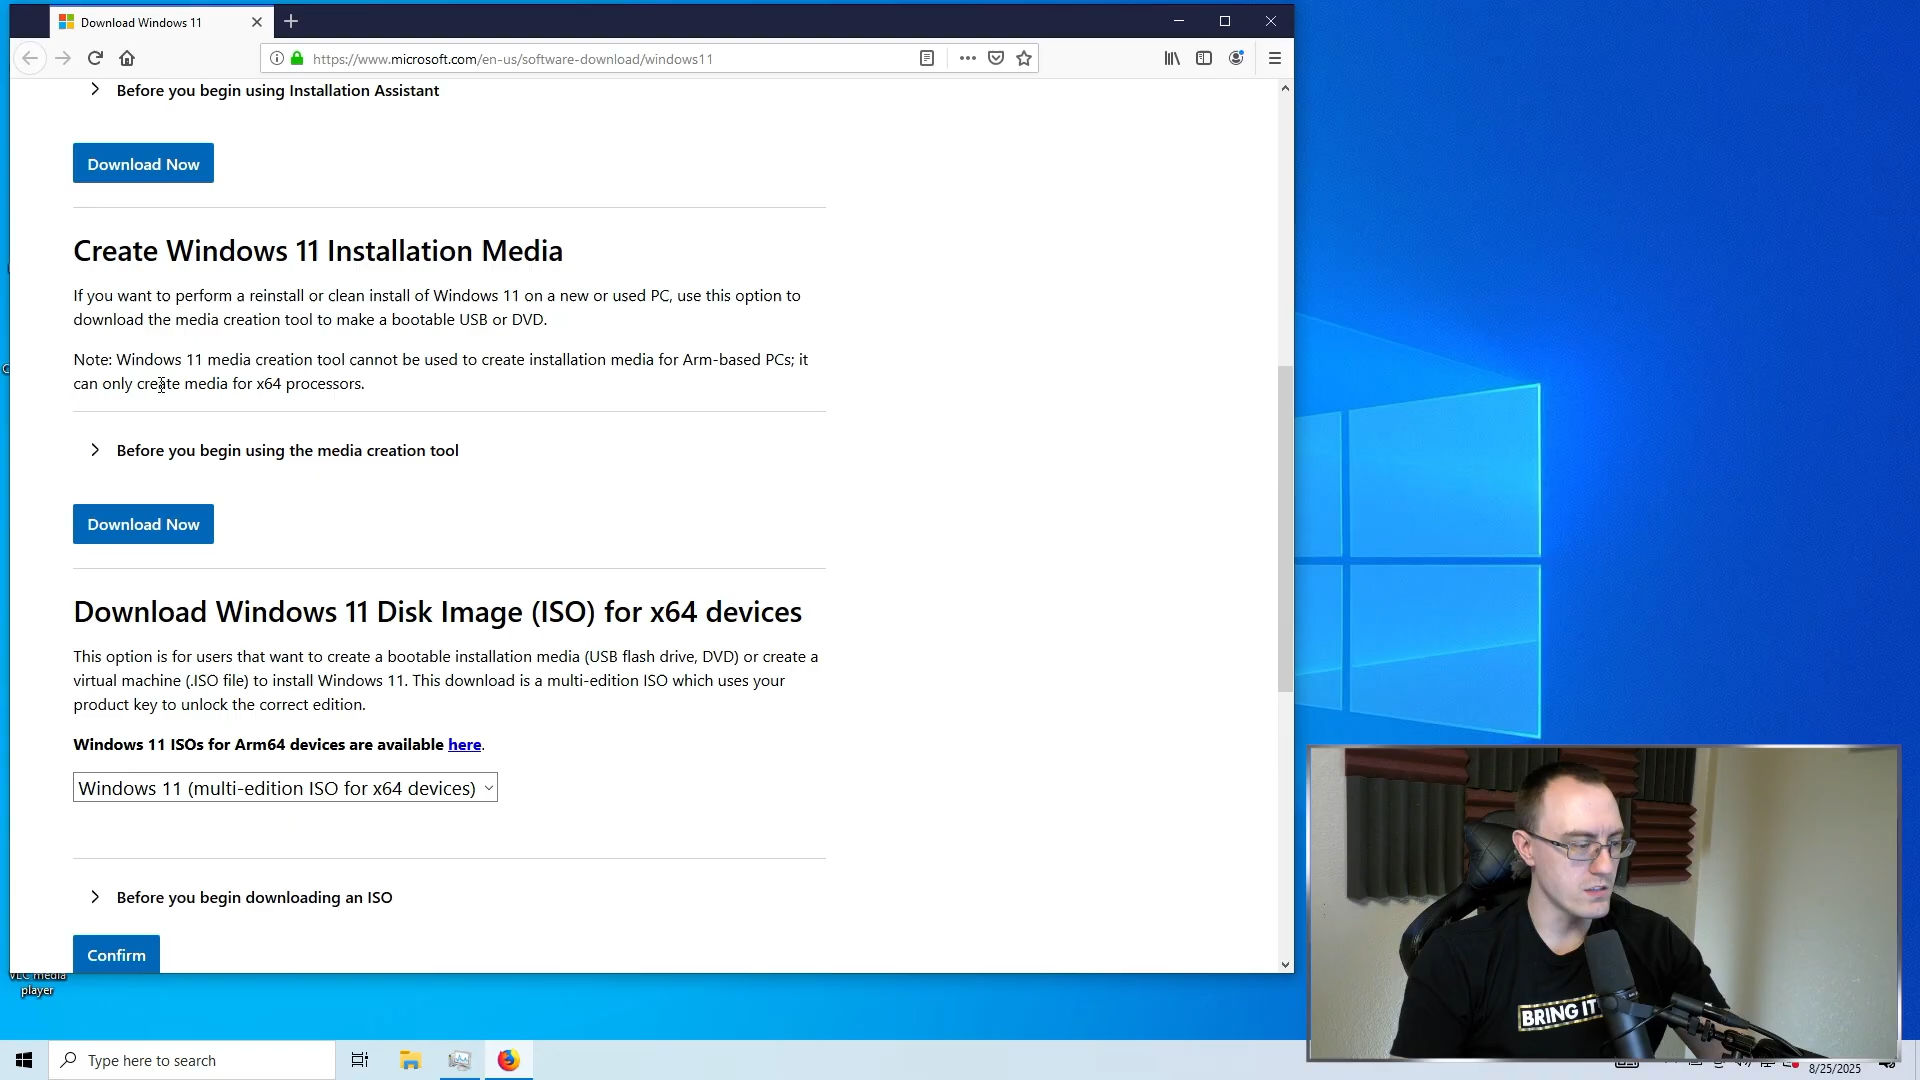 Download Windows 11
https://www.microsoft.com/en-us/software-download/windows11
Before you begin using Installation Assistant
Download Now
Create Windows 11 Installation Media
If you want to perform a reinstall or clean install of Windows 11 on a new or used PC, use this option to
download the media creation tool to make a bootable USB or DVD.
Note: Windows 11 media creation tool cannot be used to create installation media for Arm-based PCs; it
can only create media for x64 processors.
Before you begin using the media creation tool
Download Now
Download Windows 11 Disk Image (ISO) for x64 devices
This option is for users that want to create a bootable installation media (USB flash drive, DVD) or create a
virtual machine (.ISO file) to install Windows 11. This download is a multi-edition ISO which uses your
product key to unlock the correct edition.
Windows 11 ISOs for Arm64 devices are available here.
Windows 11 (multi-edition ISO for x64 devices)
Before you begin downloading an ISO
Confirm
VLC media
player
BRING IT
Type here to search
8/25/2025